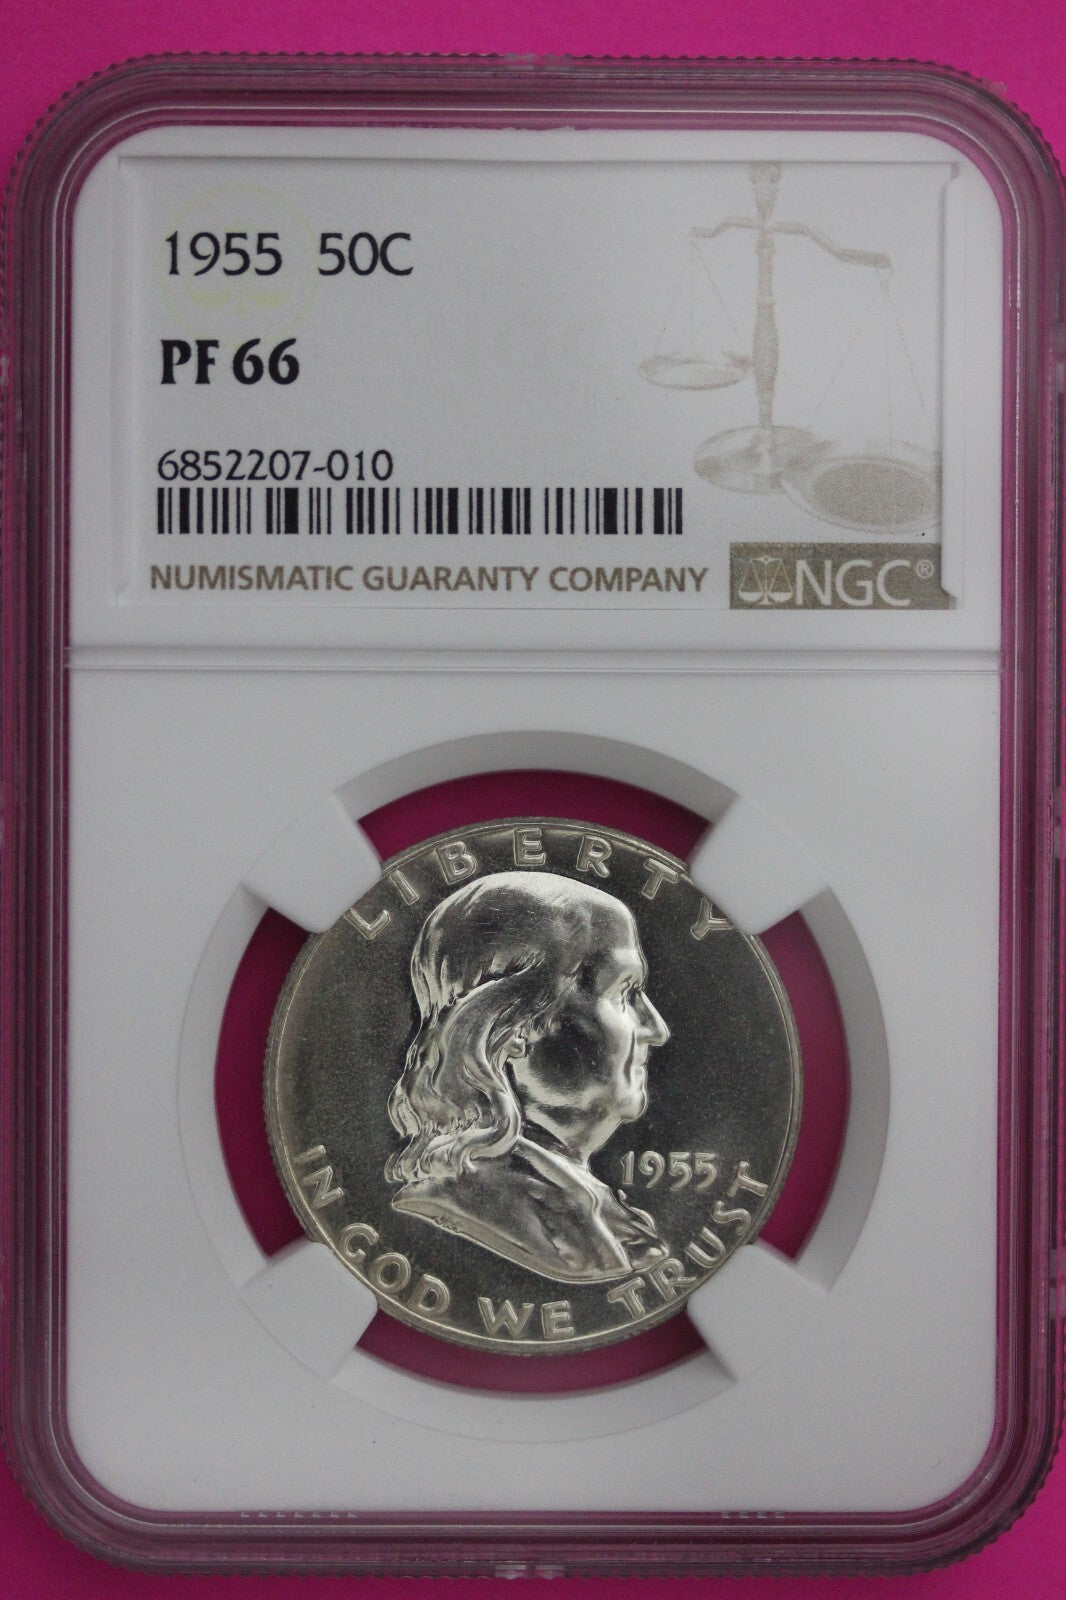 1955 50C
PF 66
6852207-010
NUMISMATIC GUARANTY COMPANY NGC®
LIBERTY
1955
IN GOD WE TRUST